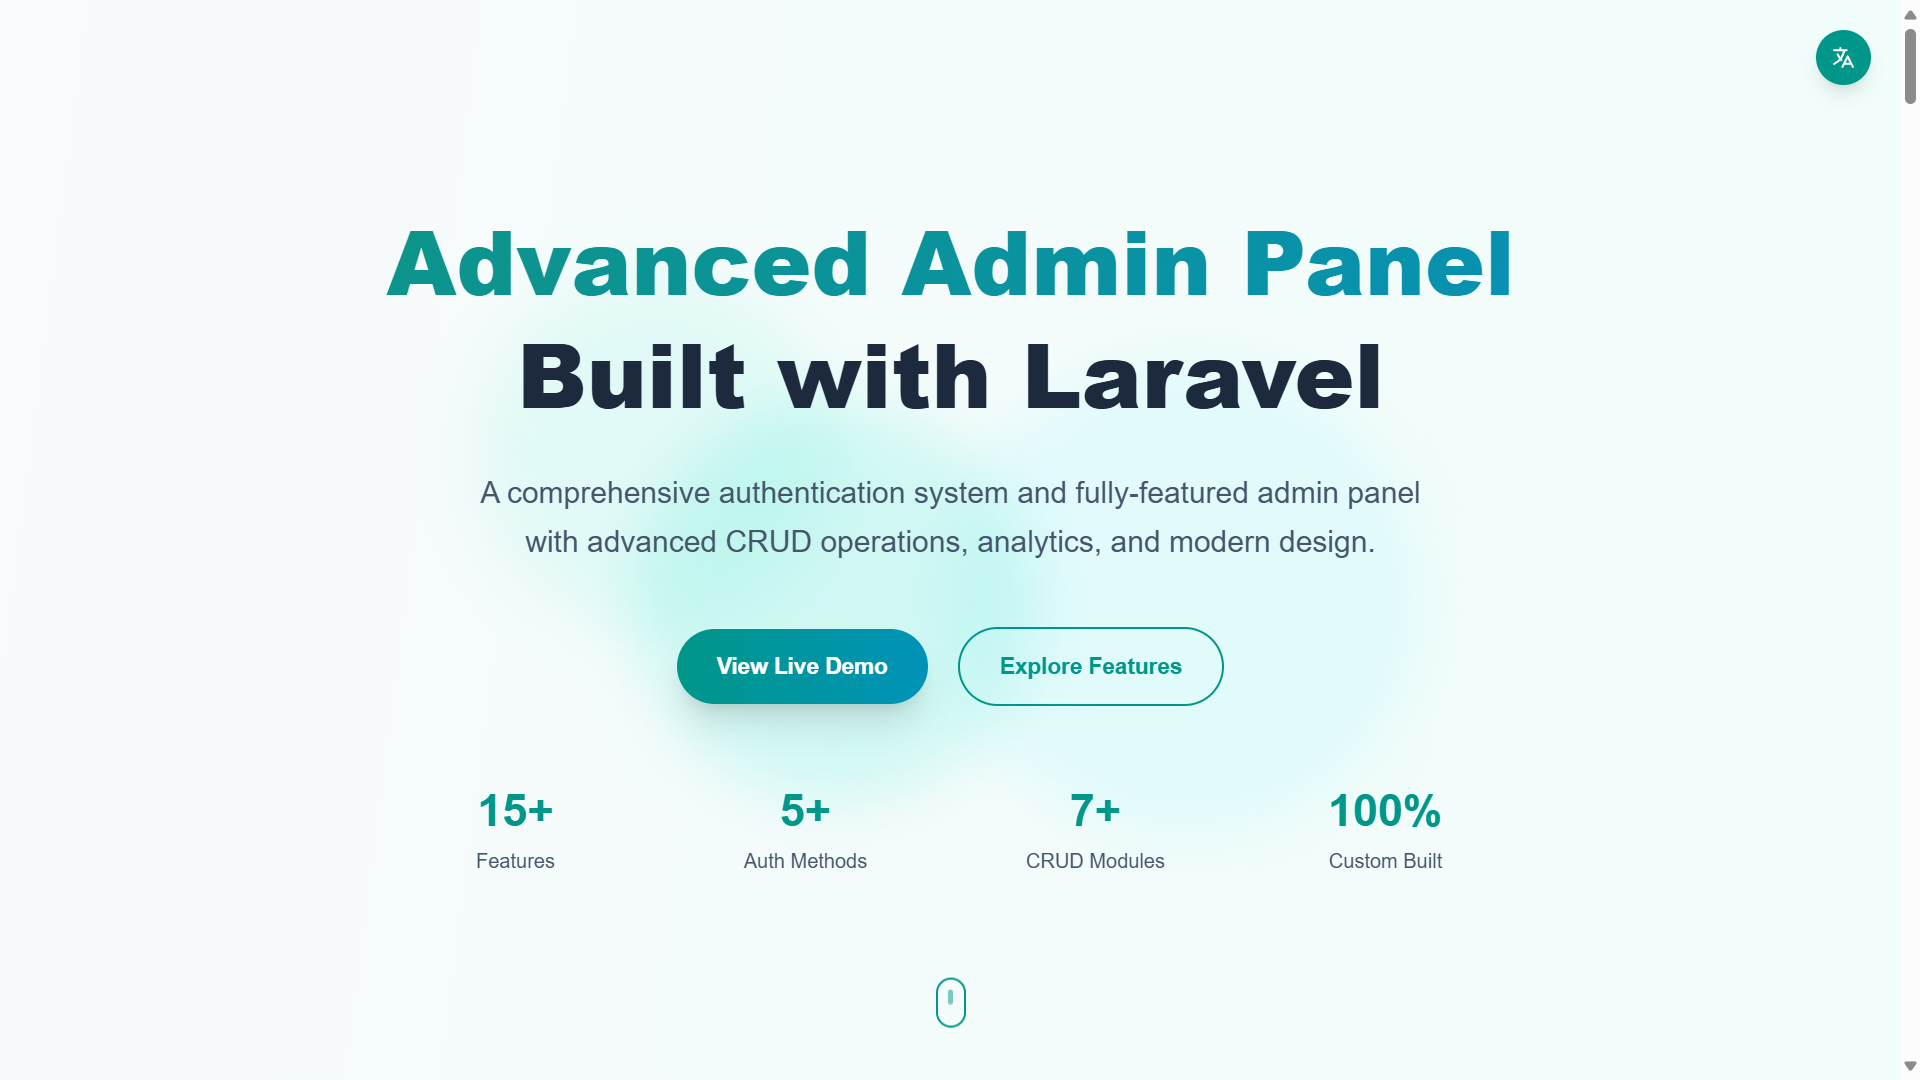 Advanced Admin Panel
Built with Laravel
A comprehensive authentication system and fully-featured admin panel
with advanced CRUD operations, analytics, and modern design.
View Live Demo
Explore Features
15+
Features
5+
Auth Methods
7+
CRUD Modules
100%
Custom Built